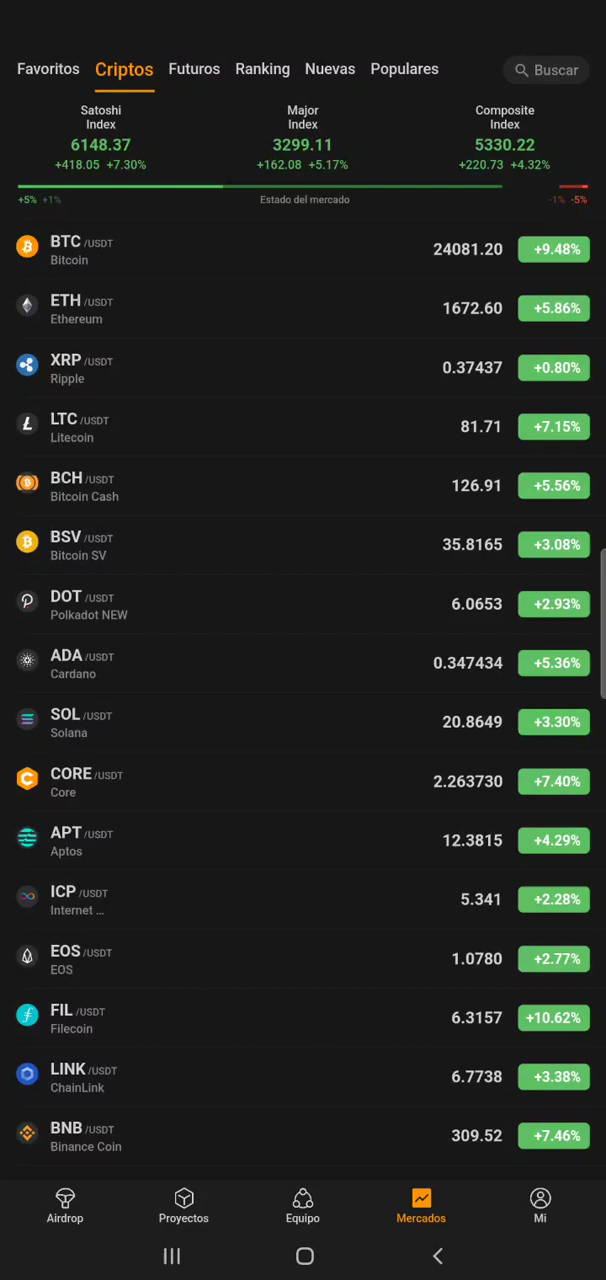 Favoritos Criptos Futuros Ranking Nuevas Populares Buscar
Satoshi Index Major Index Composite Index
6148.37 3299.11 5330.22
+418.05 +7.30% +162.08 +5.17% +220.73 +4.32%
+5% +1% Estado del mercado -1% -5%
BTC /USDT 24081.20 +9.48%
Bitcoin
ETH /USDT 1672.60 +5.86%
Ethereum
XRP /USDT 0.37437 +0.80%
Ripple
LTC /USDT 81.71 +7.15%
Litecoin
BCH /USDT 126.91 +5.56%
Bitcoin Cash
BSV /USDT 35.8165 +3.08%
Bitcoin SV
DOT /USDT 6.0653 +2.93%
Polkadot NEW
ADA /USDT 0.347434 +5.36%
Cardano
SOL /USDT 20.8649 +3.30%
Solana
CORE /USDT 2.263730 +7.40%
Core
APT /USDT 12.3815 +4.29%
Aptos
ICP /USDT 5.341 +2.28%
Internet ...
EOS /USDT 1.0780 +2.77%
EOS
FIL /USDT 6.3157 +10.62%
Filecoin
LINK /USDT 6.7738 +3.38%
ChainLink
BNB /USDT 309.52 +7.46%
Binance Coin
Airdrop Proyectos Equipo Mercados Mi